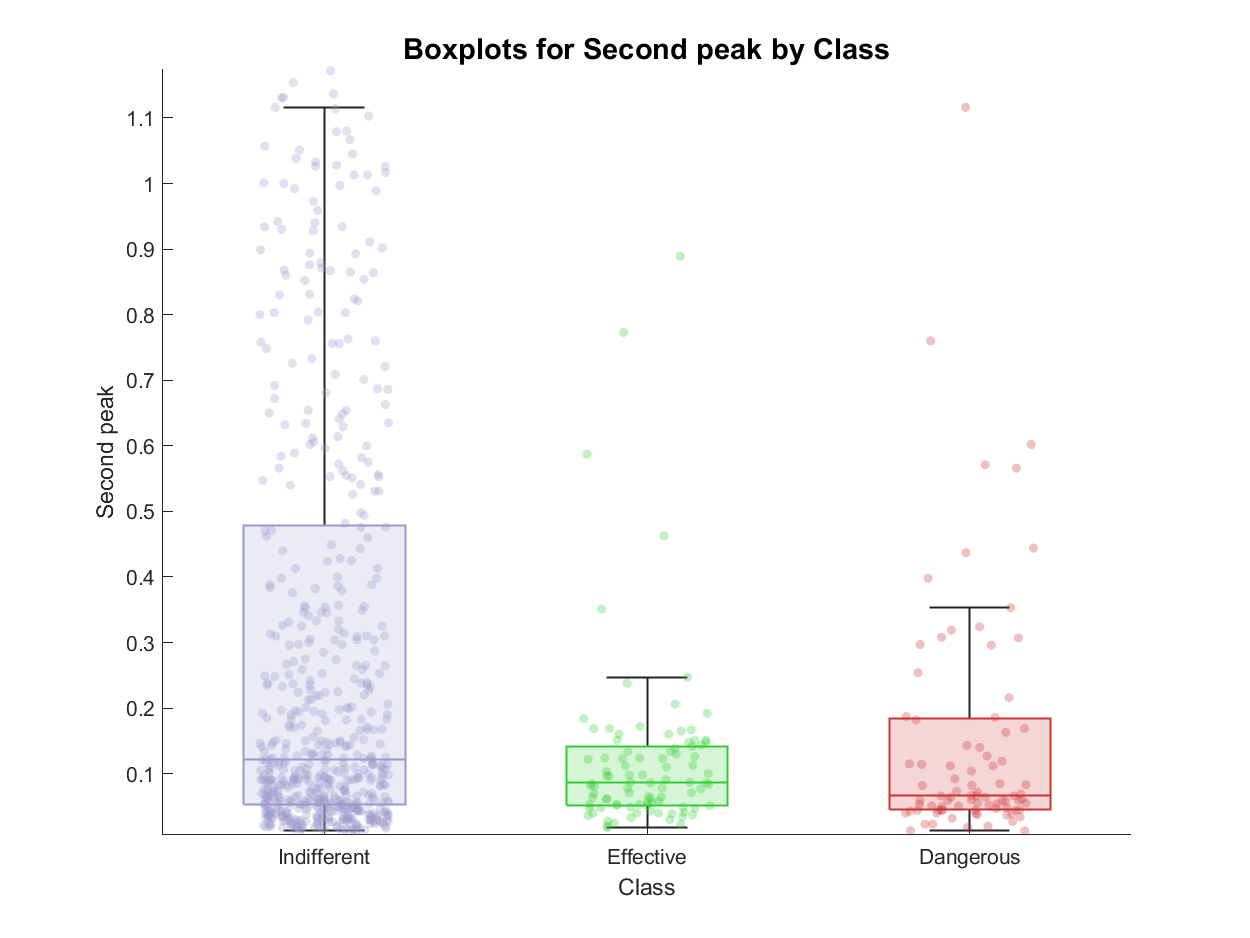 Boxplots for Second peak by Class
Second peak
1.1
1
0.9
0.8
0.7
0.6
0.5
0.4
0.3
0.2
0.1
Indifferent
Effective
Dangerous
Class